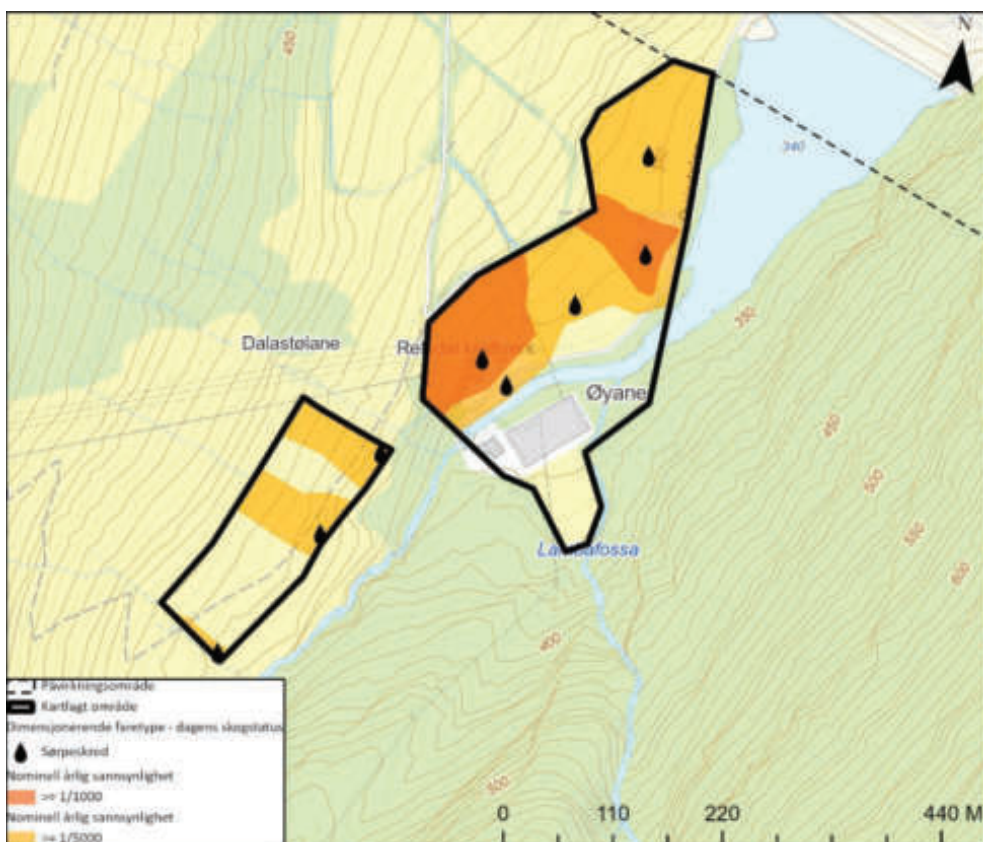 N
450
340
350
Dalastølane
Øyane
450
500
550
600
400
500
Påvirkningsområde
Kartlagt område
Dimensjonerende faretype - dagens skogstatus
Sørpeskred
Nominell årlig sannsynlighet
>= 1/1000
Nominell årlig sannsynlighet
>= 1/5000
0 110 220 440 M